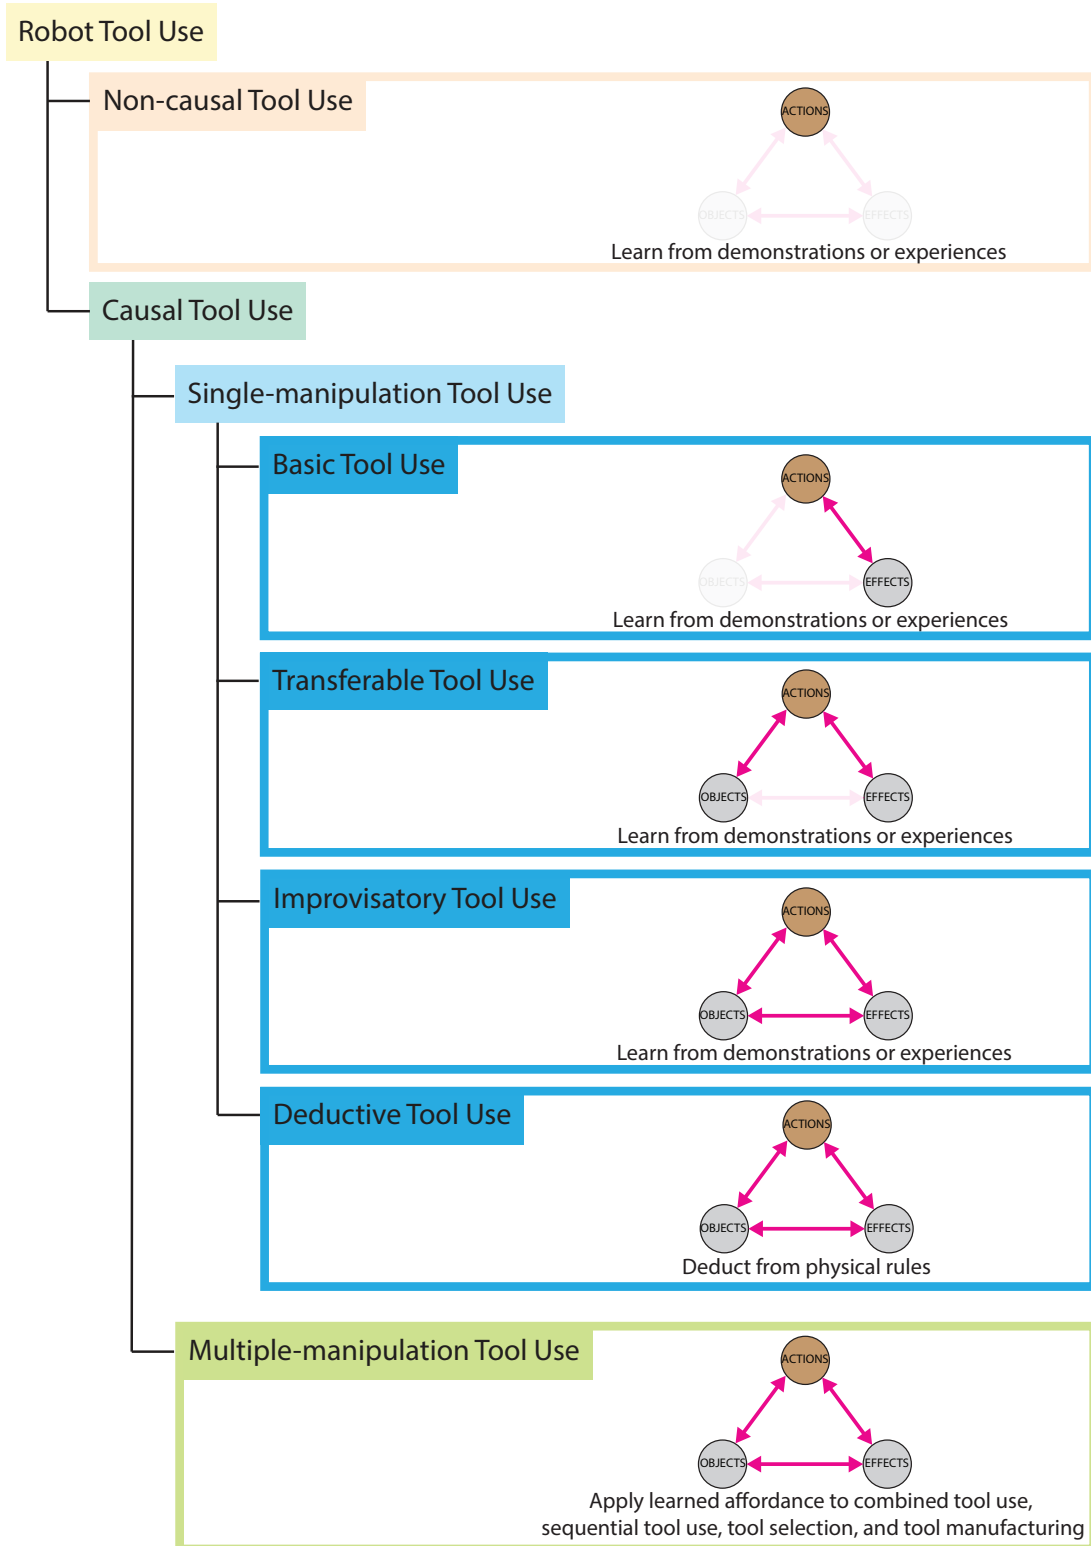 Robot Tool Use
Non-causal Tool Use
ACTIONS
OBJECTS
EFFECTS
Learn from demonstrations or experiences
Causal Tool Use
Single-manipulation Tool Use
Basic Tool Use
ACTIONS
OBJECTS
EFFECTS
Learn from demonstrations or experiences
Transferable Tool Use
ACTIONS
OBJECTS
EFFECTS
Learn from demonstrations or experiences
Improvisatory Tool Use
ACTIONS
OBJECTS
EFFECTS
Learn from demonstrations or experiences
Deductive Tool Use
ACTIONS
OBJECTS
EFFECTS
Deduct from physical rules
Multiple-manipulation Tool Use
ACTIONS
OBJECTS
EFFECTS
Apply learned affordance to combined tool use,
sequential tool use, tool selection, and tool manufacturing